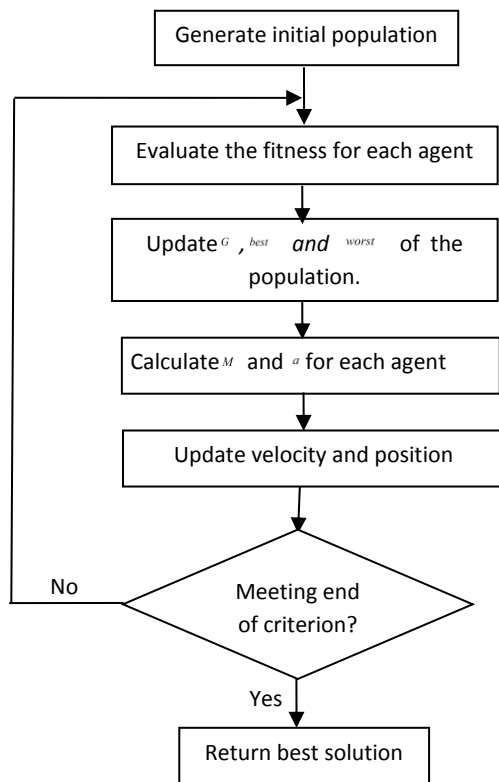 Generate initial population
Evaluate the fitness for each agent
Update G , best and worst of the
population.
Calculate M and a for each agent
Update velocity and position
No
Meeting end
of criterion?
Yes
Return best solution